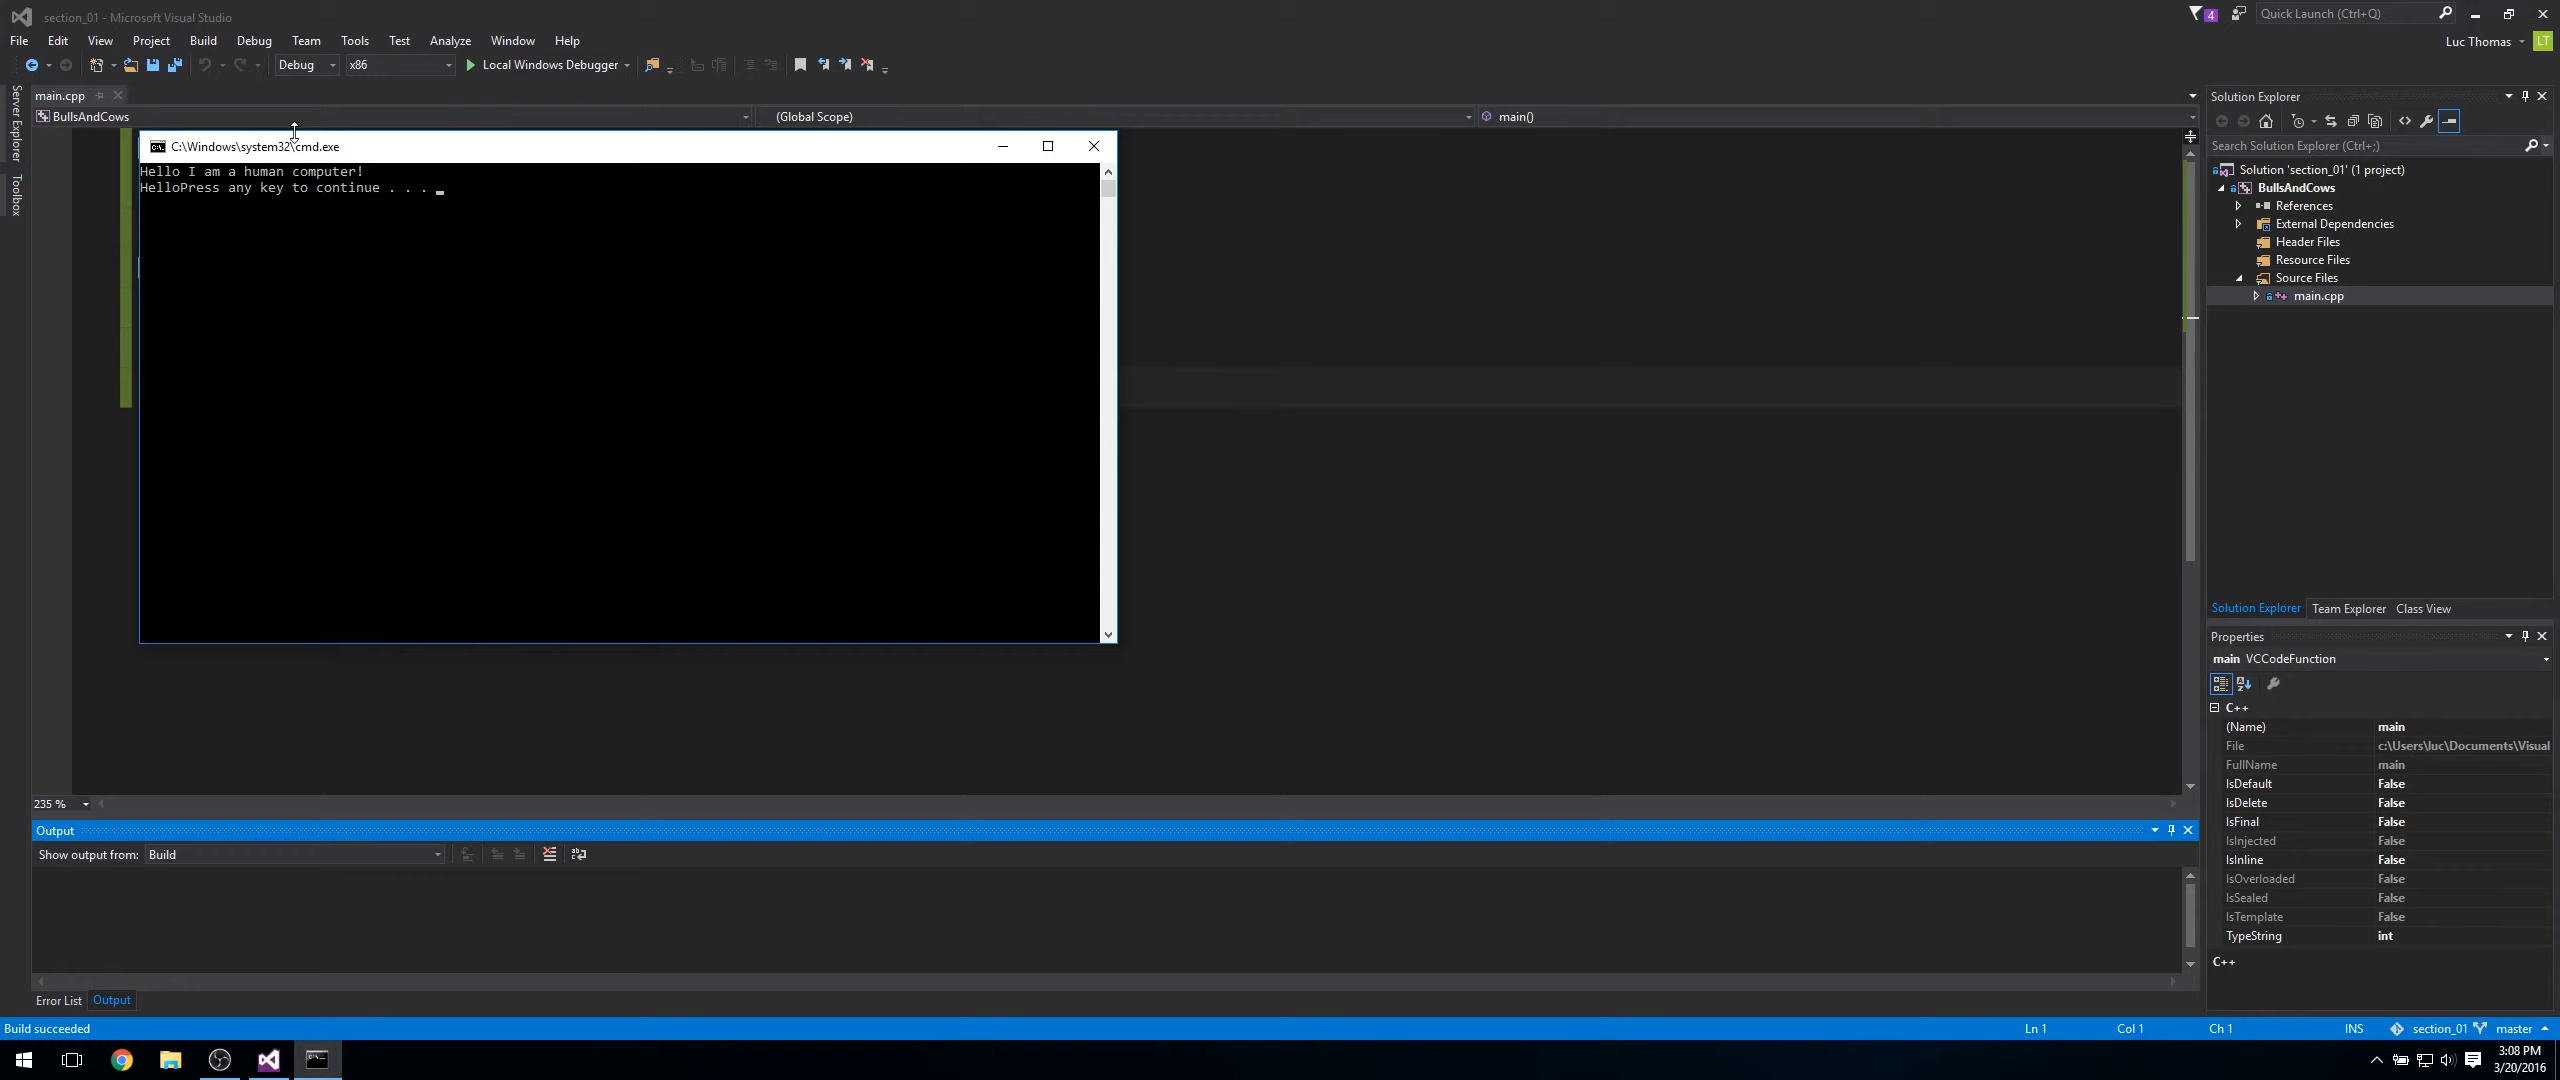 section_01 - Microsoft Visual Studio
4
Quick Launch (Ctrl+Q)
File Edit View Project Build Debug Team Tools Test Analyze Window Help
Luc Thomas
LT
Debug x86 Local Windows Debugger
Server Explorer
Toolbox
main.cpp
BullsAndCows (Global Scope) main()
C:\Windows\system32\cmd.exe
Hello I am a human computer!
HelloPress any key to continue . . . _
235 %
Output
Show output from: Build
Error List Output
Solution Explorer
Search Solution Explorer (Ctrl+;)
Solution 'section_01' (1 project)
BullsAndCows
References
External Dependencies
Header Files
Resource Files
Source Files
main.cpp
Solution Explorer Team Explorer Class View
Properties
main VCCodeFunction
C++
(Name) main
File c:\Users\luc\Documents\Visual
FullName main
IsDefault False
IsDelete False
IsFinal False
IsInjected False
IsInline False
IsOverloaded False
IsSealed False
IsTemplate False
TypeString int
C++
Build succeeded Ln 1 Col 1 Ch 1 INS section_01 master
3:08 PM
3/20/2016